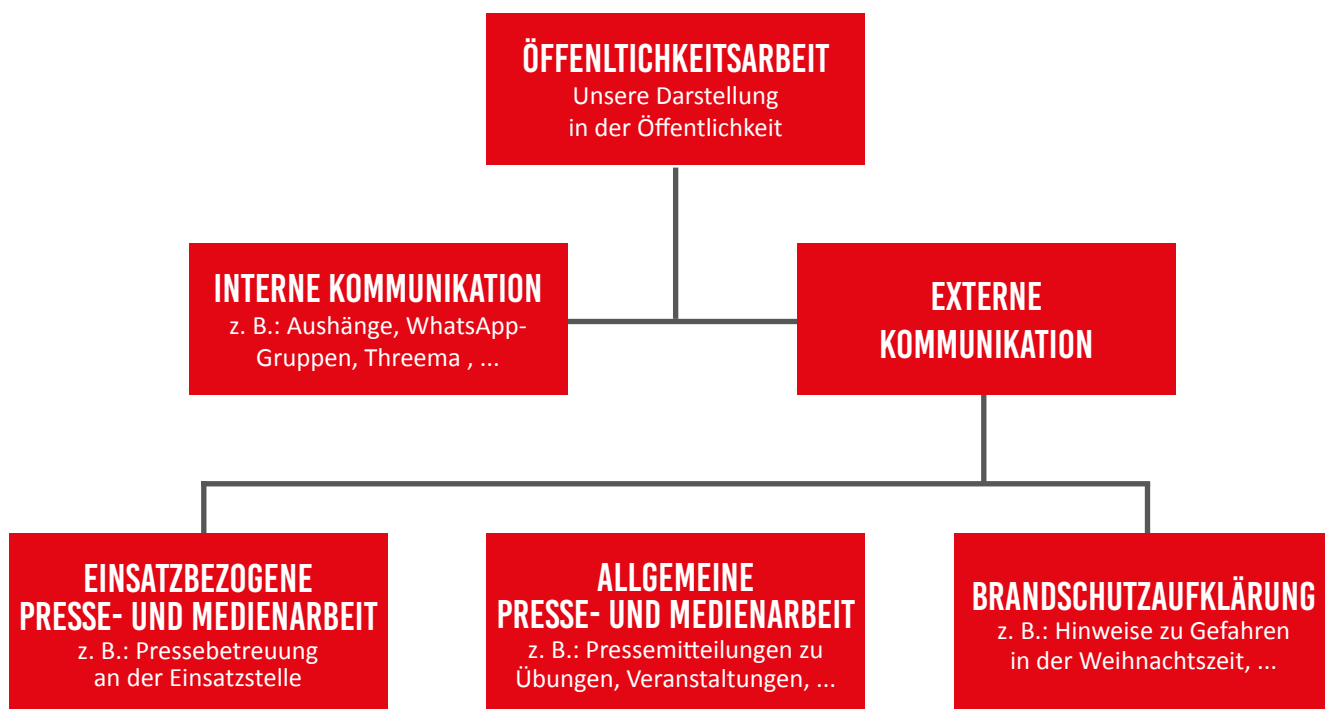 ÖFFENLTICHKEITSARBEIT
Unsere Darstellung
in der Öffentlichkeit
INTERNE KOMMUNIKATION
z. B.: Aushänge, WhatsApp-
Gruppen, Threema , ...
EXTERNE
KOMMUNIKATION
EINSATZBEZOGENE
PRESSE- UND MEDIENARBEIT
z. B.: Pressebetreuung
an der Einsatzstelle
ALLGEMEINE
PRESSE- UND MEDIENARBEIT
z. B.: Pressemitteilungen zu
Übungen, Veranstaltungen, ...
BRANDSCHUTZAUFKLÄRUNG
z. B.: Hinweise zu Gefahren
in der Weihnachtszeit, ...